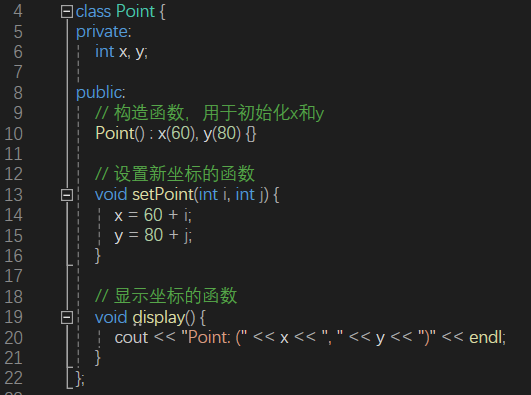 4 class Point {
5 private:
6 int x, y;
7
8 public:
9 // 构造函数，用于初始化x和y
10 Point() : x(60), y(80) {}
11
12 // 设置新坐标的函数
13 void setPoint(int i, int j) {
14 x = 60 + i;
15 y = 80 + j;
16 }
17
18 // 显示坐标的函数
19 void display() {
20 cout << "Point: (" << x << ", " << y << ")" << endl;
21 }
22 };